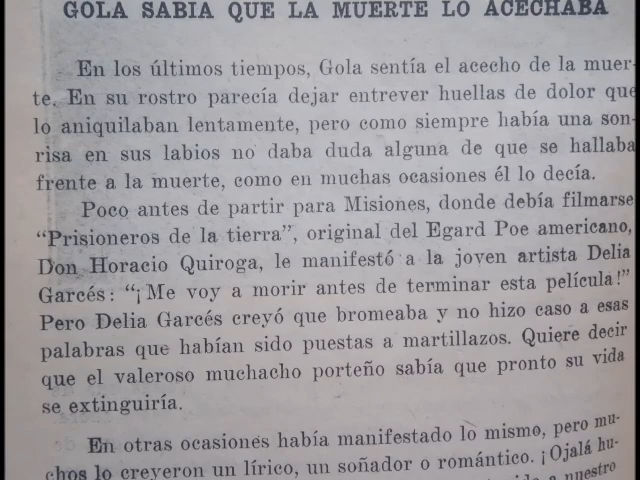 GOLA SABIA QUE LA MUERTE LO ACECHABA
En los últimos tiempos, Gola sentía el acecho de la muer-
te. En su rostro parecía dejar entrever huellas de dolor que
lo aniquilaban lentamente, pero como siempre había una son-
risa en sus labios no daba duda alguna de que se hallaba
frente a la muerte, como en muchas ocasiones él lo decía.
Poco antes de partir para Misiones, donde debía filmarse
"Prisioneros de la tierra", original del Egard Poe americano,
Don Horacio Quiroga, le manifestó a la joven artista Delia
Garcés: "¡Me voy a morir antes de terminar esta película!"
Pero Delia Garcés creyó que bromeaba y no hizo caso a esas
palabras que habían sido puestas a martillazos. Quiere decir
que el valeroso muchacho porteño sabía que pronto su vida
se extinguiría.
En otras ocasiones había manifestado lo mismo, pero mu-
chos lo creyeron un lírico, un soñador o romántico. ¡Ojalá hu-
a nuestro